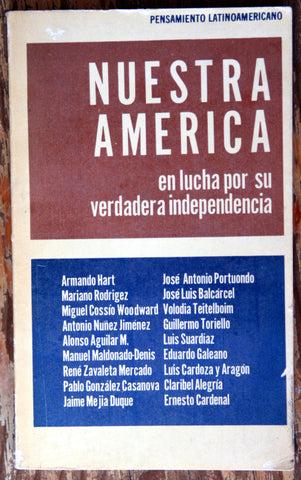 PENSAMIENTO LATINOAMERICANO
NUESTRA
AMERICA
en lucha por su
verdadera independencia
Armando Hart
Mariano Rodrígez
Miguel Cossío Woodward
Antonio Nuñez Jiménez
Alonso Aguilar M.
Manuel Maldonado-Denis
René Zavaleta Mercado
Pablo González Casanova
Jaime Mejía Duque
José Antonio Portuondo
José Luis Balcárcel
Volodia Teitelboim
Guillermo Toriello
Luis Suardiaz
Eduardo Galeano
Luis Cardoza y Aragón
Claribel Alegría
Ernesto Cardenal